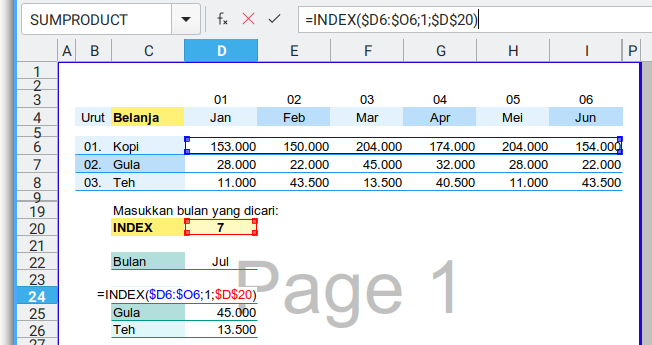 SUMPRODUCT fx =INDEX($D6:$O6;1;$D$20)
A B C D E F G H I P
1
2
3 01 02 03 04 05 06
4 Urut Belanja Jan Feb Mar Apr Mei Jun
5
6 01. Kopi 153.000 150.000 204.000 174.000 204.000 154.000
7 02. Gula 28.000 22.000 45.000 32.000 28.000 22.000
8 03. Teh 11.000 43.500 13.500 40.500 11.000 43.500
9
19 Masukkan bulan yang dicari:
20 INDEX 7
21
22 Bulan Jul
23
Page 1
24 =INDEX($D6:$O6;1;$D$20)
25 Gula 45.000
26 Teh 13.500
27